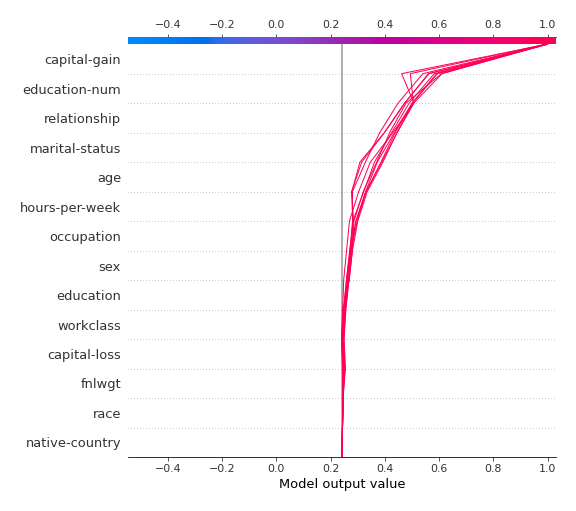 −0.4 −0.2 0.0 0.2 0.4 0.6 0.8 1.0
capital-gain
education-num
relationship
marital-status
age
hours-per-week
occupation
sex
education
workclass
capital-loss
fnlwgt
race
native-country
−0.4 −0.2 0.0 0.2 0.4 0.6 0.8 1.0
Model output value